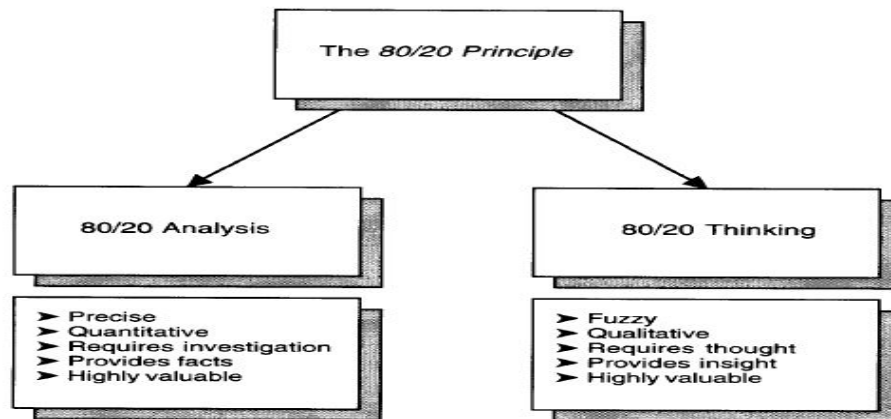 The 80/20 Principle
80/20 Analysis
➤ Precise
➤ Quantitative
➤ Requires investigation
➤ Provides facts
➤ Highly valuable
80/20 Thinking
➤ Fuzzy
➤ Qualitative
➤ Requires thought
➤ Provides insight
➤ Highly valuable